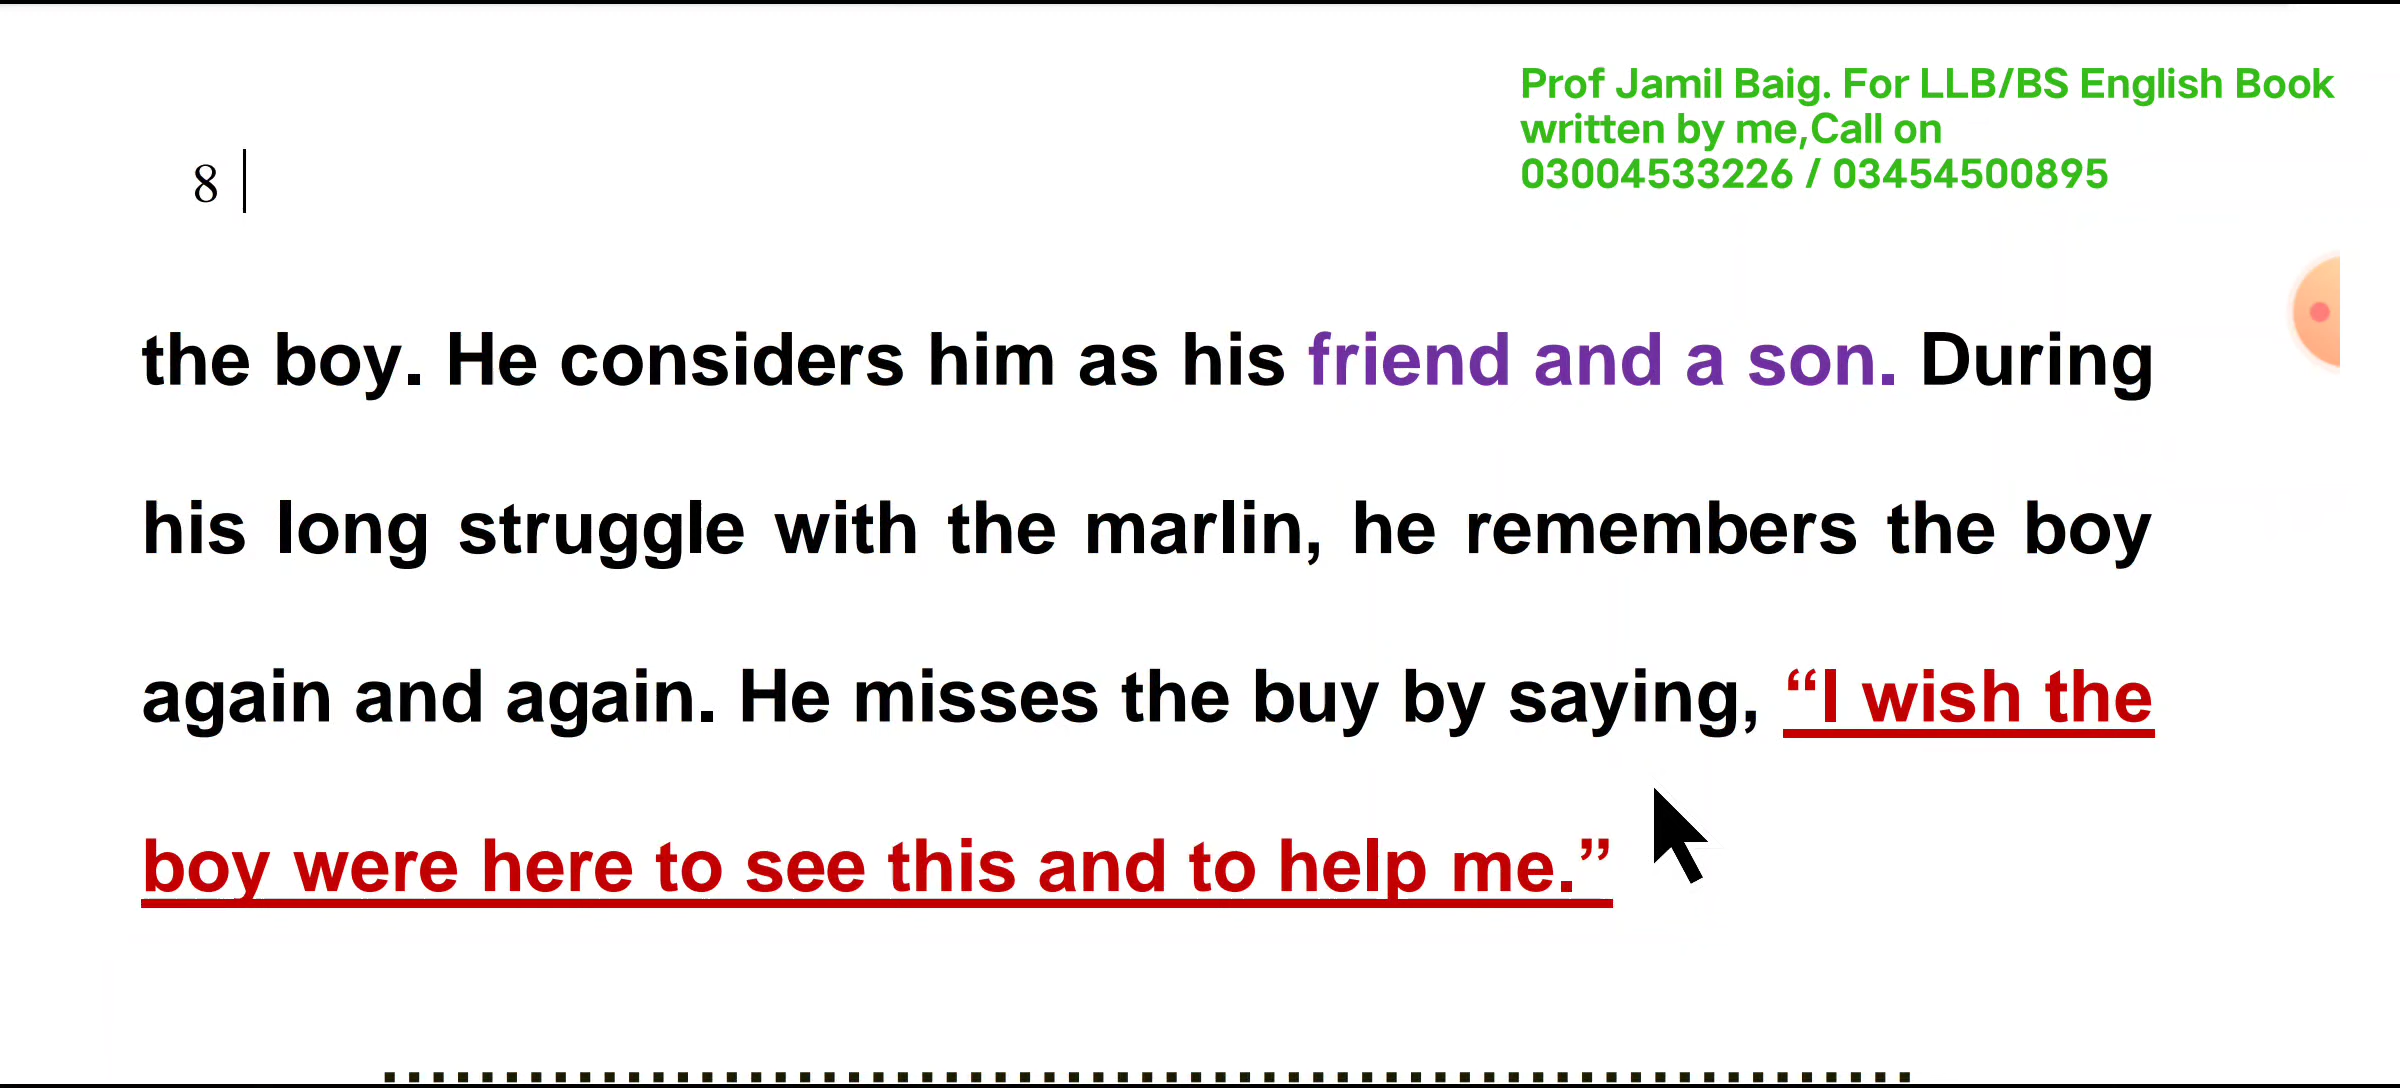 Prof Jamil Baig. For LLB/BS English Book
written by me,Call on
03004533226 / 03454500895
8
the boy. He considers him as his friend and a son. During
his long struggle with the marlin, he remembers the boy
again and again. He misses the buy by saying, “I wish the
boy were here to see this and to help me.”